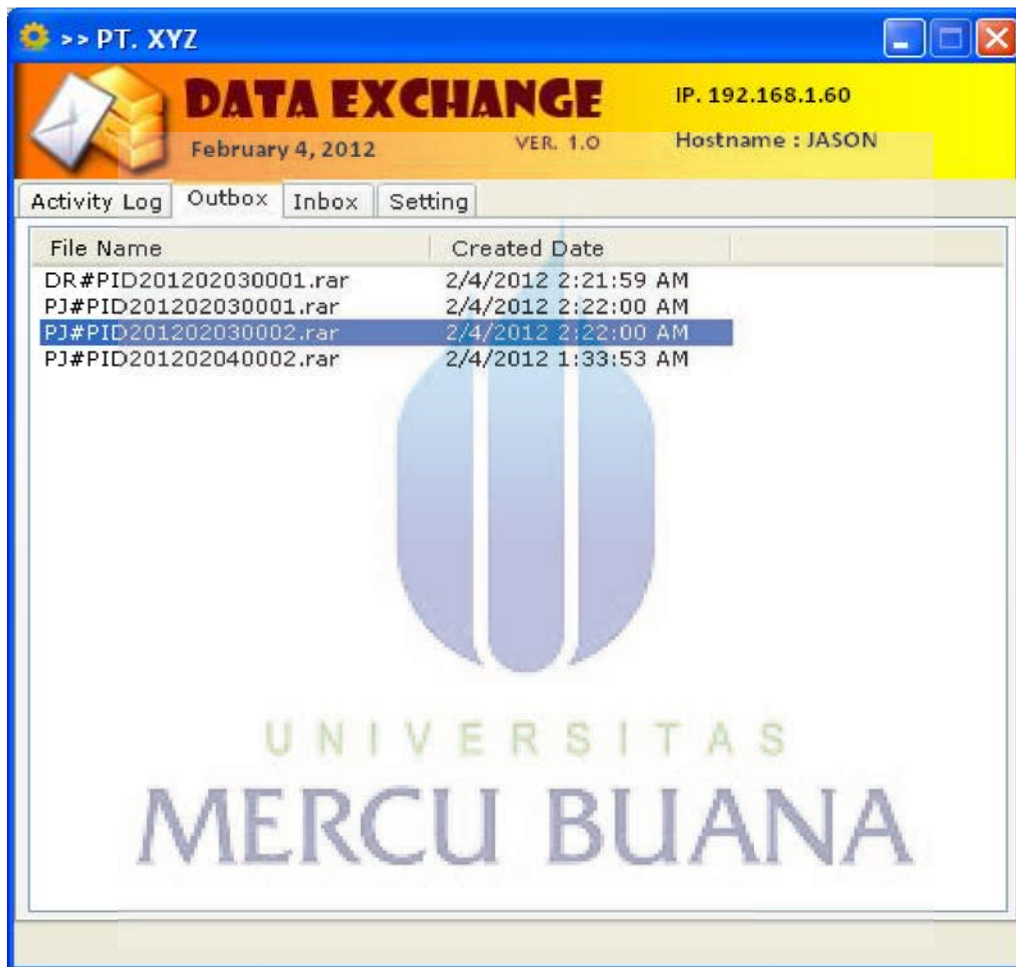 >> PT. XYZ
DATA EXCHANGE
IP. 192.168.1.60
February 4, 2012
VER. 1.0
Hostname : JASON
Activity Log Outbox Inbox Setting
File Name Created Date
DR#PID201202030001.rar 2/4/2012 2:21:59 AM
PJ#PID201202030001.rar 2/4/2012 2:22:00 AM
PJ#PID201202030002.rar 2/4/2012 2:22:00 AM
PJ#PID201202040002.rar 2/4/2012 1:33:53 AM
UNIVERSITAS
MERCU BUANA